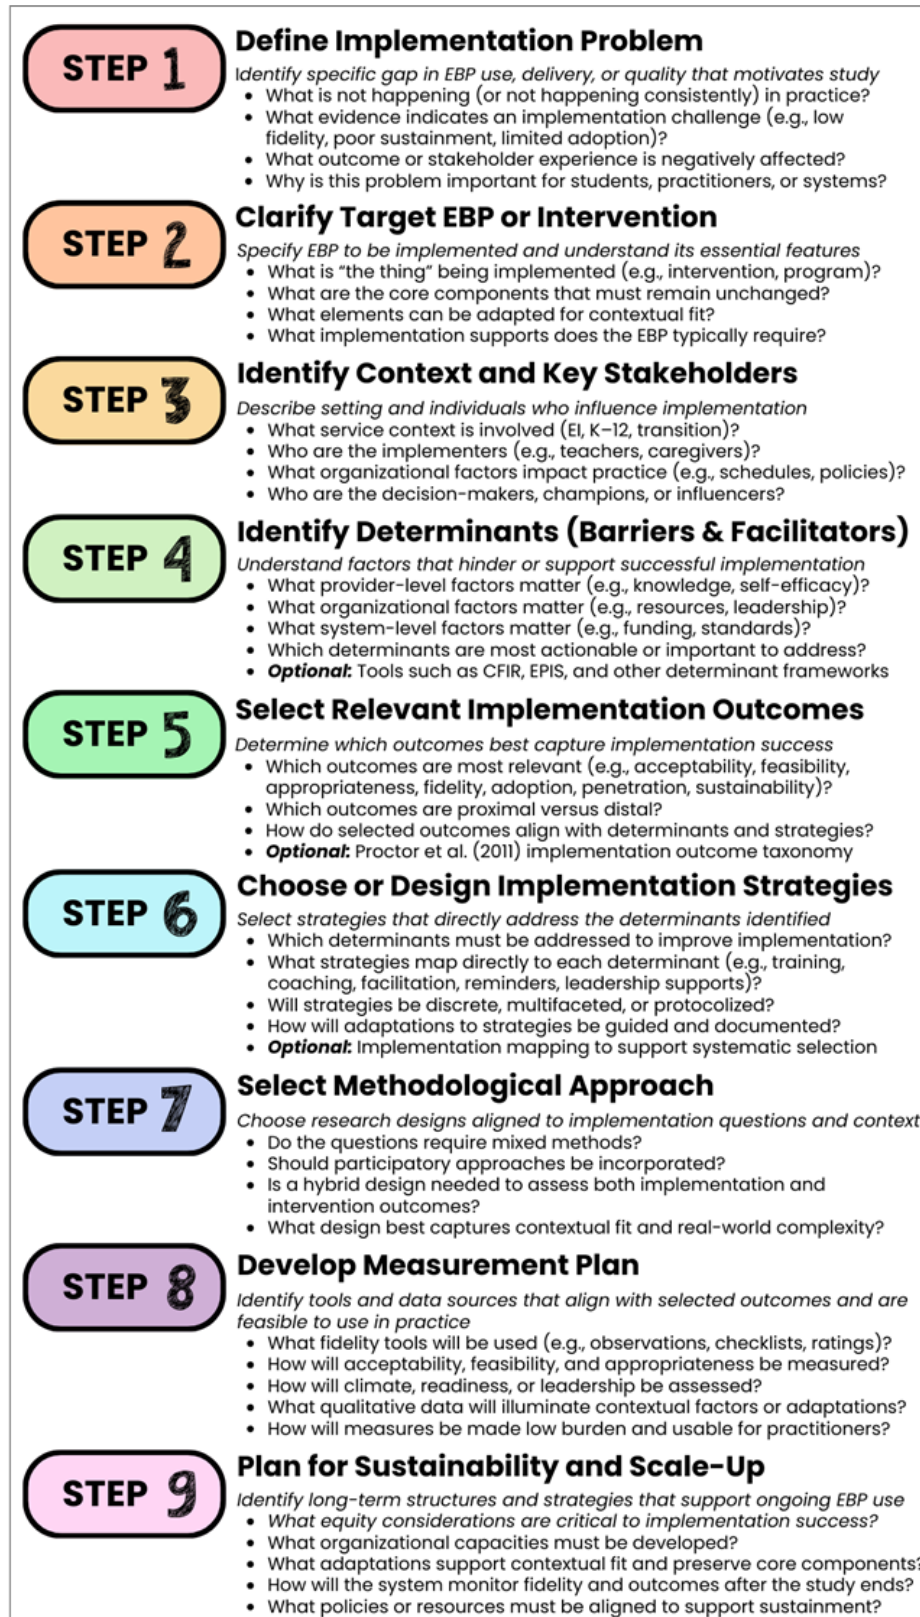 STEP 1
Define Implementation Problem
Identify specific gap in EBP use, delivery, or quality that motivates study
• What is not happening (or not happening consistently) in practice?
• What evidence indicates an implementation challenge (e.g., low
fidelity, poor sustainment, limited adoption)?
• What outcome or stakeholder experience is negatively affected?
• Why is this problem important for students, practitioners, or systems?
STEP 2
Clarify Target EBP or Intervention
Specify EBP to be implemented and understand its essential features
• What is “the thing” being implemented (e.g., intervention, program)?
• What are the core components that must remain unchanged?
• What elements can be adapted for contextual fit?
• What implementation supports does the EBP typically require?
STEP 3
Identify Context and Key Stakeholders
Describe setting and individuals who influence implementation
• What service context is involved (EI, K–12, transition)?
• Who are the implementers (e.g., teachers, caregivers)?
• What organizational factors impact practice (e.g., schedules, policies)?
• Who are the decision-makers, champions, or influencers?
STEP 4
Identify Determinants (Barriers & Facilitators)
Understand factors that hinder or support successful implementation
• What provider-level factors matter (e.g., knowledge, self-efficacy)?
• What organizational factors matter (e.g., resources, leadership)?
• What system-level factors matter (e.g., funding, standards)?
• Which determinants are most actionable or important to address?
• Optional: Tools such as CFIR, EPIS, and other determinant frameworks
STEP 5
Select Relevant Implementation Outcomes
Determine which outcomes best capture implementation success
• Which outcomes are most relevant (e.g., acceptability, feasibility,
appropriateness, fidelity, adoption, penetration, sustainability)?
• Which outcomes are proximal versus distal?
• How do selected outcomes align with determinants and strategies?
• Optional: Proctor et al. (2011) implementation outcome taxonomy
STEP 6
Choose or Design Implementation Strategies
Select strategies that directly address the determinants identified
• Which determinants must be addressed to improve implementation?
• What strategies map directly to each determinant (e.g., training,
coaching, facilitation, reminders, leadership supports)?
• Will strategies be discrete, multifaceted, or protocolized?
• How will adaptations to strategies be guided and documented?
• Optional: Implementation mapping to support systematic selection
STEP 7
Select Methodological Approach
Choose research designs aligned to implementation questions and context
• Do the questions require mixed methods?
• Should participatory approaches be incorporated?
• Is a hybrid design needed to assess both implementation and
intervention outcomes?
• What design best captures contextual fit and real-world complexity?
STEP 8
Develop Measurement Plan
Identify tools and data sources that align with selected outcomes and are
feasible to use in practice
• What fidelity tools will be used (e.g., observations, checklists, ratings)?
• How will acceptability, feasibility, and appropriateness be measured?
• How will climate, readiness, or leadership be assessed?
• What qualitative data will illuminate contextual factors or adaptations?
• How will measures be made low burden and usable for practitioners?
STEP 9
Plan for Sustainability and Scale-Up
Identify long-term structures and strategies that support ongoing EBP use
• What equity considerations are critical to implementation success?
• What organizational capacities must be developed?
• What adaptations support contextual fit and preserve core components?
• How will the system monitor fidelity and outcomes after the study ends?
• What policies or resources must be aligned to support sustainment?